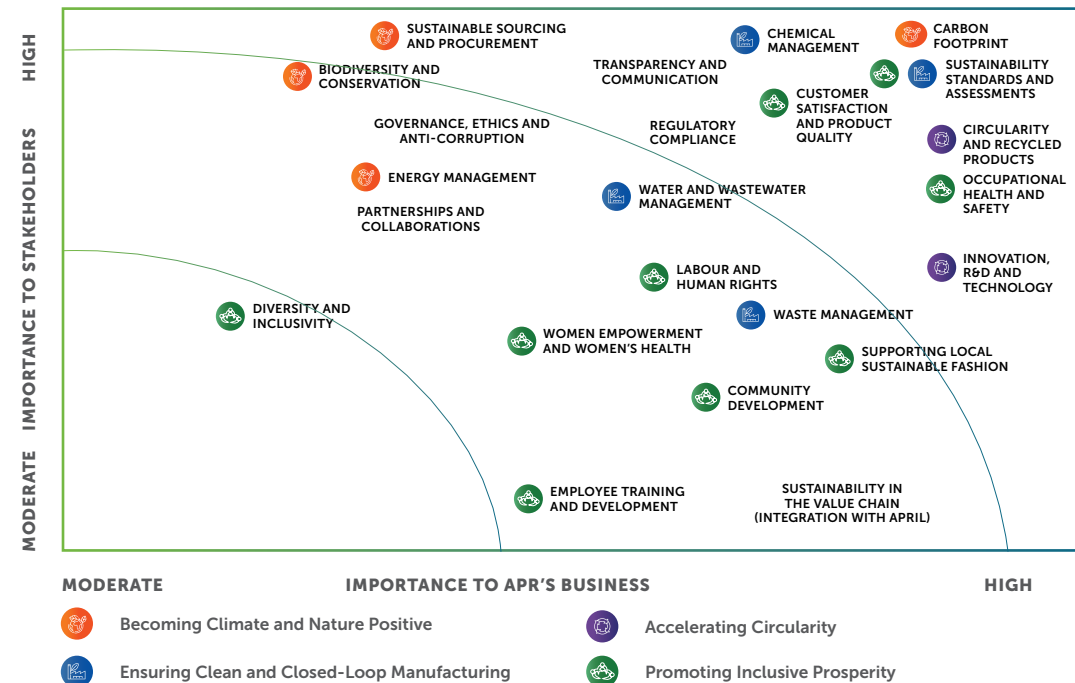 HIGH
IMPORTANCE TO STAKEHOLDERS
MODERATE
SUSTAINABLE SOURCING
AND PROCUREMENT
CHEMICAL
MANAGEMENT
CARBON
FOOTPRINT
BIODIVERSITY AND
CONSERVATION
TRANSPARENCY AND
COMMUNICATION
SUSTAINABILITY
STANDARDS AND
ASSESSMENTS
CUSTOMER
SATISFACTION
AND PRODUCT
QUALITY
GOVERNANCE, ETHICS AND
ANTI-CORRUPTION
REGULATORY
COMPLIANCE
CIRCULARITY
AND RECYCLED
PRODUCTS
ENERGY MANAGEMENT
WATER AND WASTEWATER
MANAGEMENT
OCCUPATIONAL
HEALTH AND
SAFETY
PARTNERSHIPS AND
COLLABORATIONS
LABOUR AND
HUMAN RIGHTS
INNOVATION,
R&D AND
TECHNOLOGY
DIVERSITY AND
INCLUSIVITY
WASTE MANAGEMENT
WOMEN EMPOWERMENT
AND WOMEN'S HEALTH
SUPPORTING LOCAL
SUSTAINABLE FASHION
COMMUNITY
DEVELOPMENT
EMPLOYEE TRAINING
AND DEVELOPMENT
SUSTAINABILITY IN
THE VALUE CHAIN
(INTEGRATION WITH APRIL)
MODERATE
IMPORTANCE TO APR'S BUSINESS
HIGH
Becoming Climate and Nature Positive
Accelerating Circularity
Ensuring Clean and Closed-Loop Manufacturing
Promoting Inclusive Prosperity